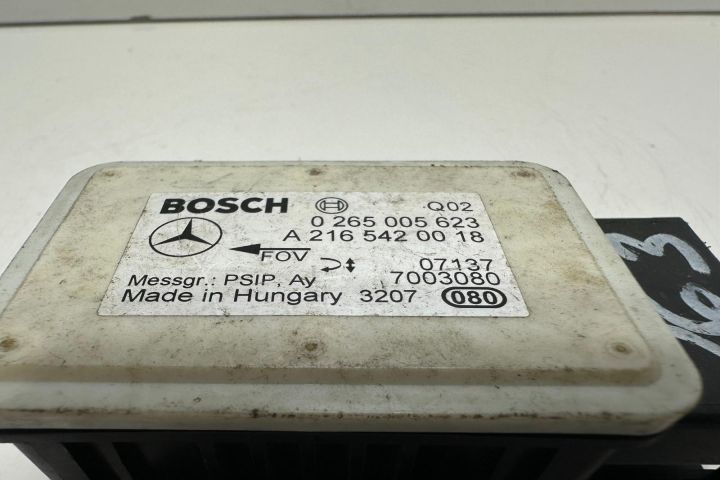 BOSCH Q02
0 265 005 623
A 216 542 00 18
FOV
07137
Messgr.: PSIP, Ay 7003080
Made in Hungary 3207 080
163